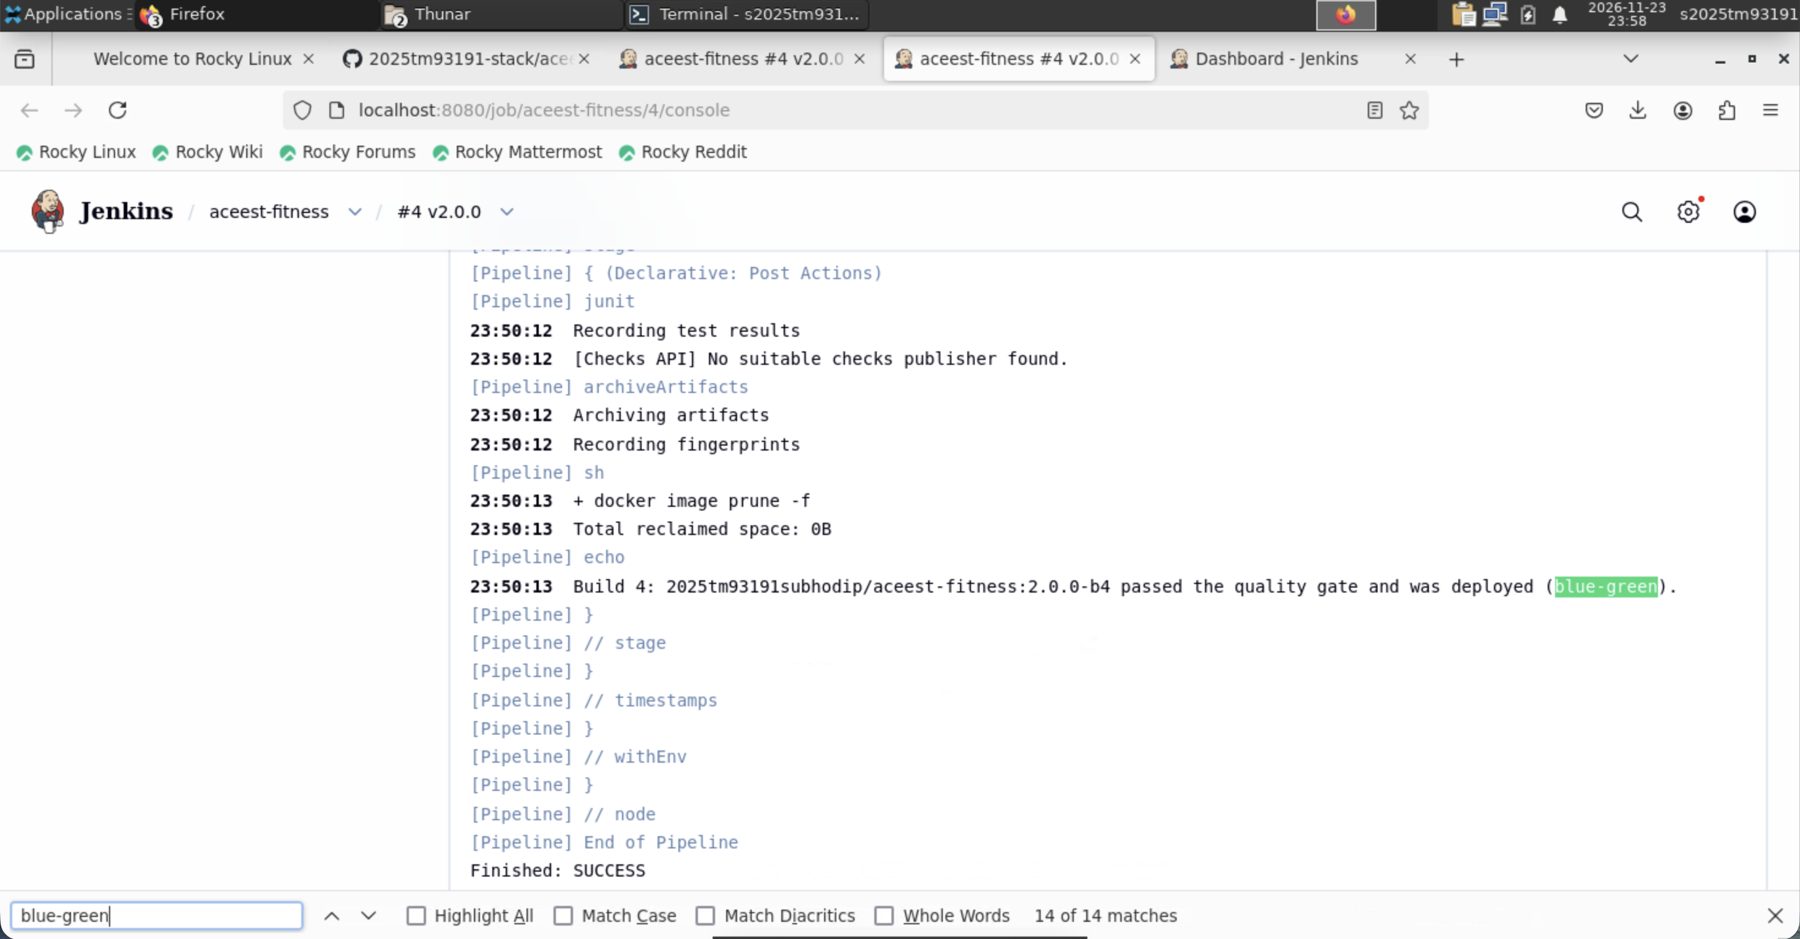 Applications
3 Firefox
2 Thunar
Terminal - s2025tm931...
2026-11-23
23:58
s2025tm93191
Welcome to Rocky Linux
2025tm93191-stack/acee
aceest-fitness #4 v2.0.0
aceest-fitness #4 v2.0.0
Dashboard - Jenkins
localhost:8080/job/aceest-fitness/4/console
Rocky Linux
Rocky Wiki
Rocky Forums
Rocky Mattermost
Rocky Reddit
Jenkins / aceest-fitness / #4 v2.0.0
[Pipeline] stage
[Pipeline] { (Declarative: Post Actions)
[Pipeline] junit
23:50:12 Recording test results
23:50:12 [Checks API] No suitable checks publisher found.
[Pipeline] archiveArtifacts
23:50:12 Archiving artifacts
23:50:12 Recording fingerprints
[Pipeline] sh
23:50:13 + docker image prune -f
23:50:13 Total reclaimed space: 0B
[Pipeline] echo
23:50:13 Build 4: 2025tm93191subhodip/aceest-fitness:2.0.0-b4 passed the quality gate and was deployed (blue-green).
[Pipeline] }
[Pipeline] // stage
[Pipeline] }
[Pipeline] // timestamps
[Pipeline] }
[Pipeline] // withEnv
[Pipeline] }
[Pipeline] // node
[Pipeline] End of Pipeline
Finished: SUCCESS
blue-green
Highlight All
Match Case
Match Diacritics
Whole Words
14 of 14 matches